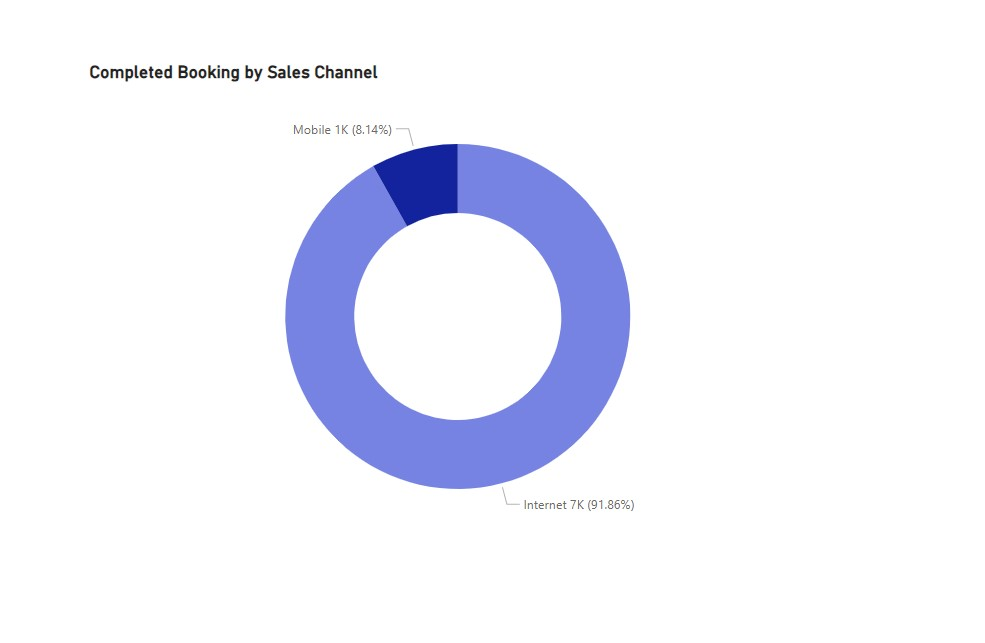 Completed Booking by Sales Channel
Mobile 1K (8.14%)
Internet 7K (91.86%)